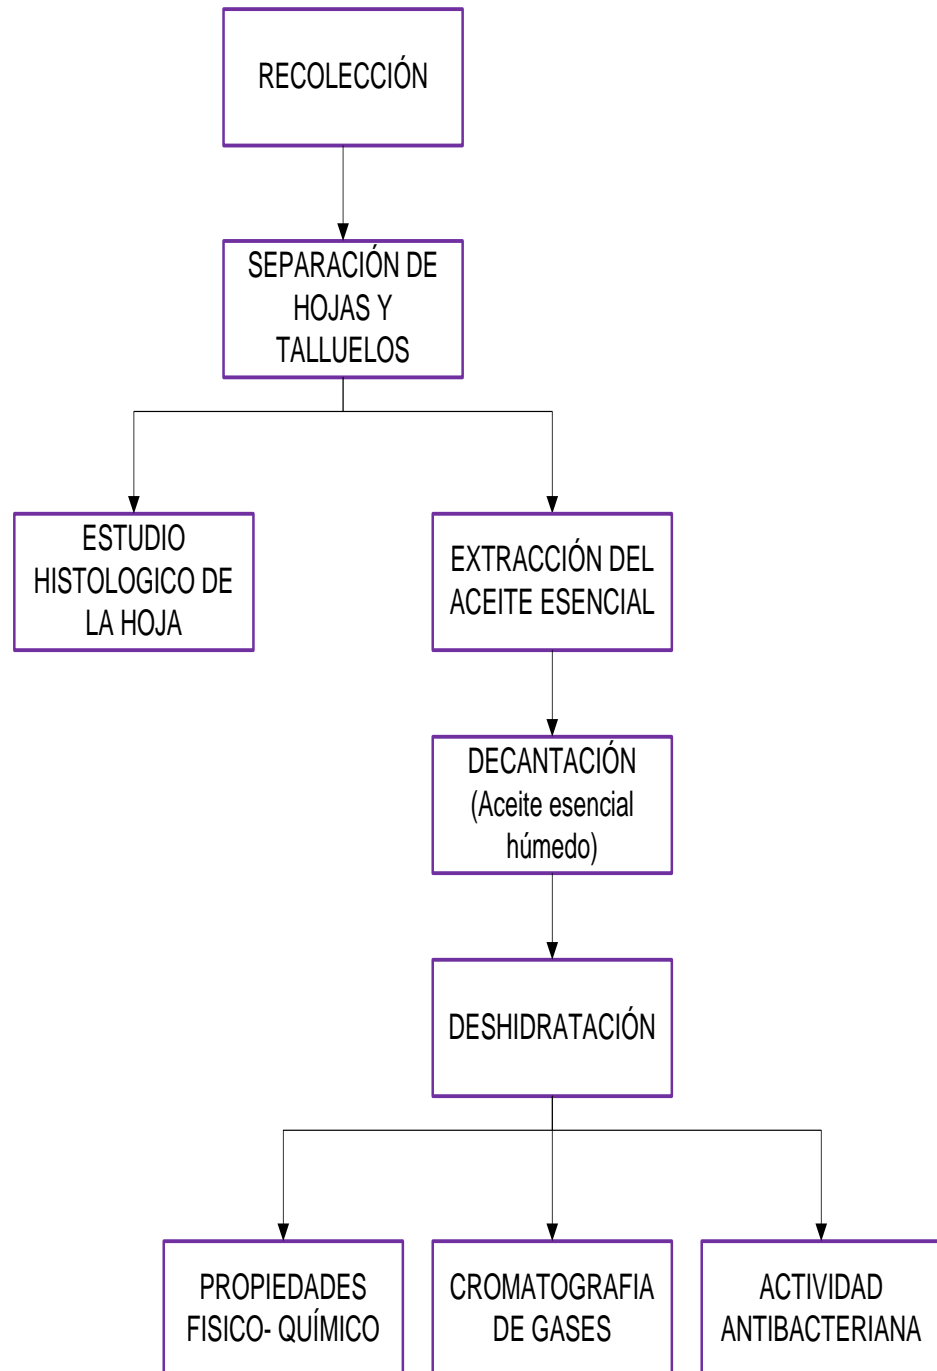 RECOLECCIÓN
SEPARACIÓN DE
HOJAS Y
TALLUELOS
ESTUDIO
HISTOLOGICO DE
LA HOJA
EXTRACCIÓN DEL
ACEITE ESENCIAL
DECANTACIÓN
(Aceite esencial
húmedo)
DESHIDRATACIÓN
PROPIEDADES
FISICO- QUÍMICO
CROMATOGRAFIA
DE GASES
ACTIVIDAD
ANTIBACTERIANA